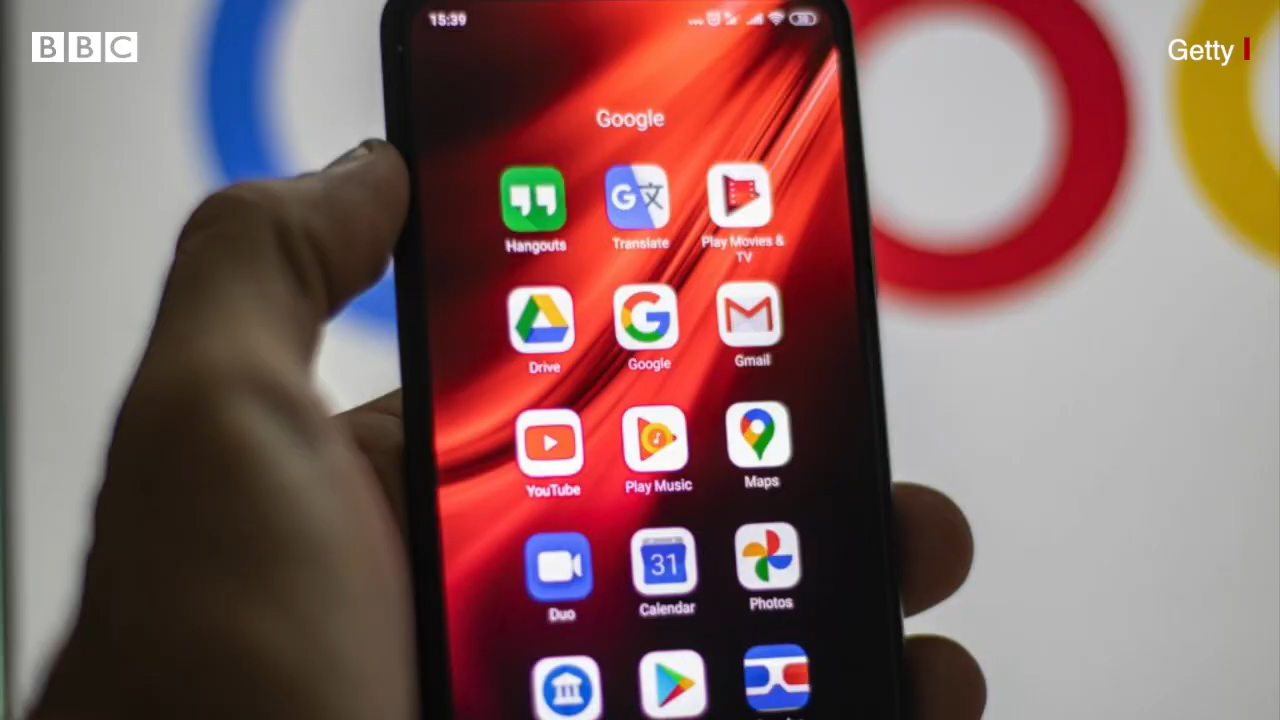 BBC
Getty
15:39
Google
Hangouts
Translate
Play Movies &
TV
Drive
Google
Gmail
YouTube
Play Music
Maps
Duo
31
Calendar
Photos